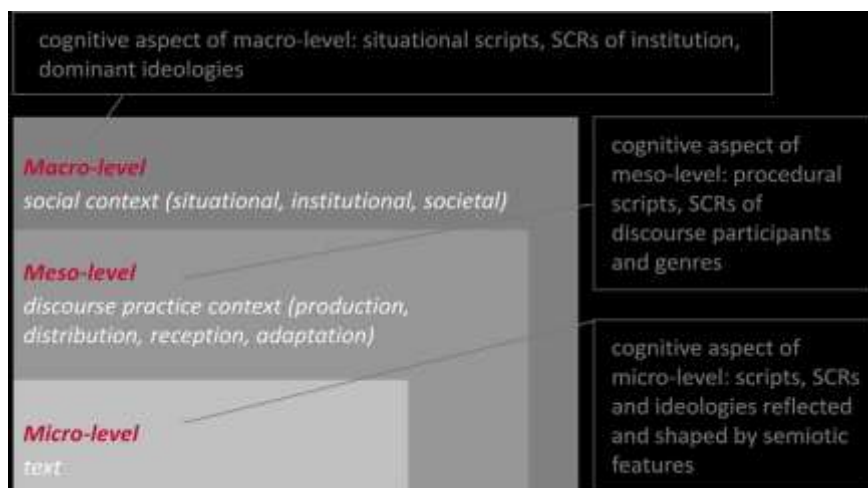 cognitive aspect of macro-level: situational scripts, SCRs of institution,
dominant ideologies
Macro-level
social context (situational, institutional, societal)
cognitive aspect of
meso-level: procedural
scripts, SCRs of
discourse participants
and genres
Meso-level
discourse practice context (production,
distribution, reception, adaptation)
cognitive aspect of
micro-level: scripts, SCRs
and ideologies reflected
and shaped by semiotic
features
Micro-level
text